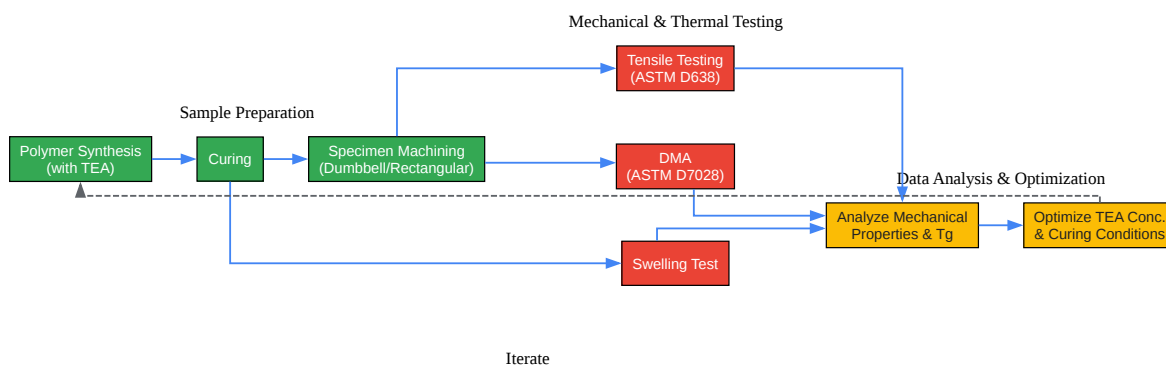 Mechanical & Thermal Testing
Tensile Testing
(ASTM D638)
Sample Preparation
Polymer Synthesis
(with TEA)
Curing
Specimen Machining
(Dumbbell/Rectangular)
DMA
(ASTM D7028)
Data Analysis & Optimization
Analyze Mechanical
Properties & Tg
Optimize TEA Conc.
& Curing Conditions
Swelling Test
Iterate